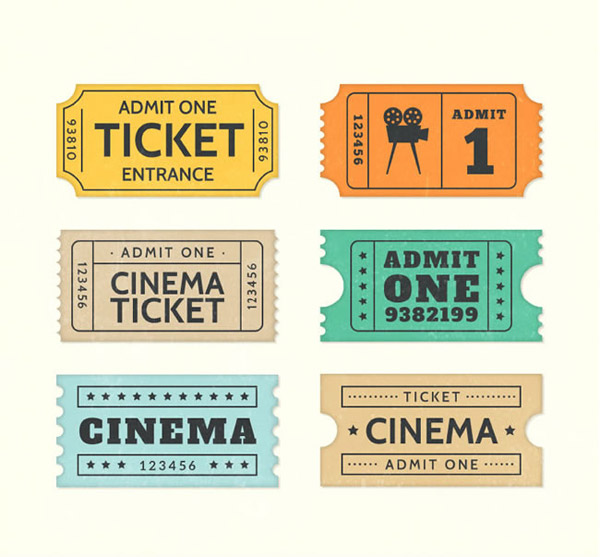 ADMIT ONE
93810 TICKET 93810
ENTRANCE
123456
ADMIT
1
ADMIT ONE
123456 CINEMA 123456
TICKET
ADMIT
ONE
9382199
CINEMA
123456
TICKET
CINEMA
ADMIT ONE